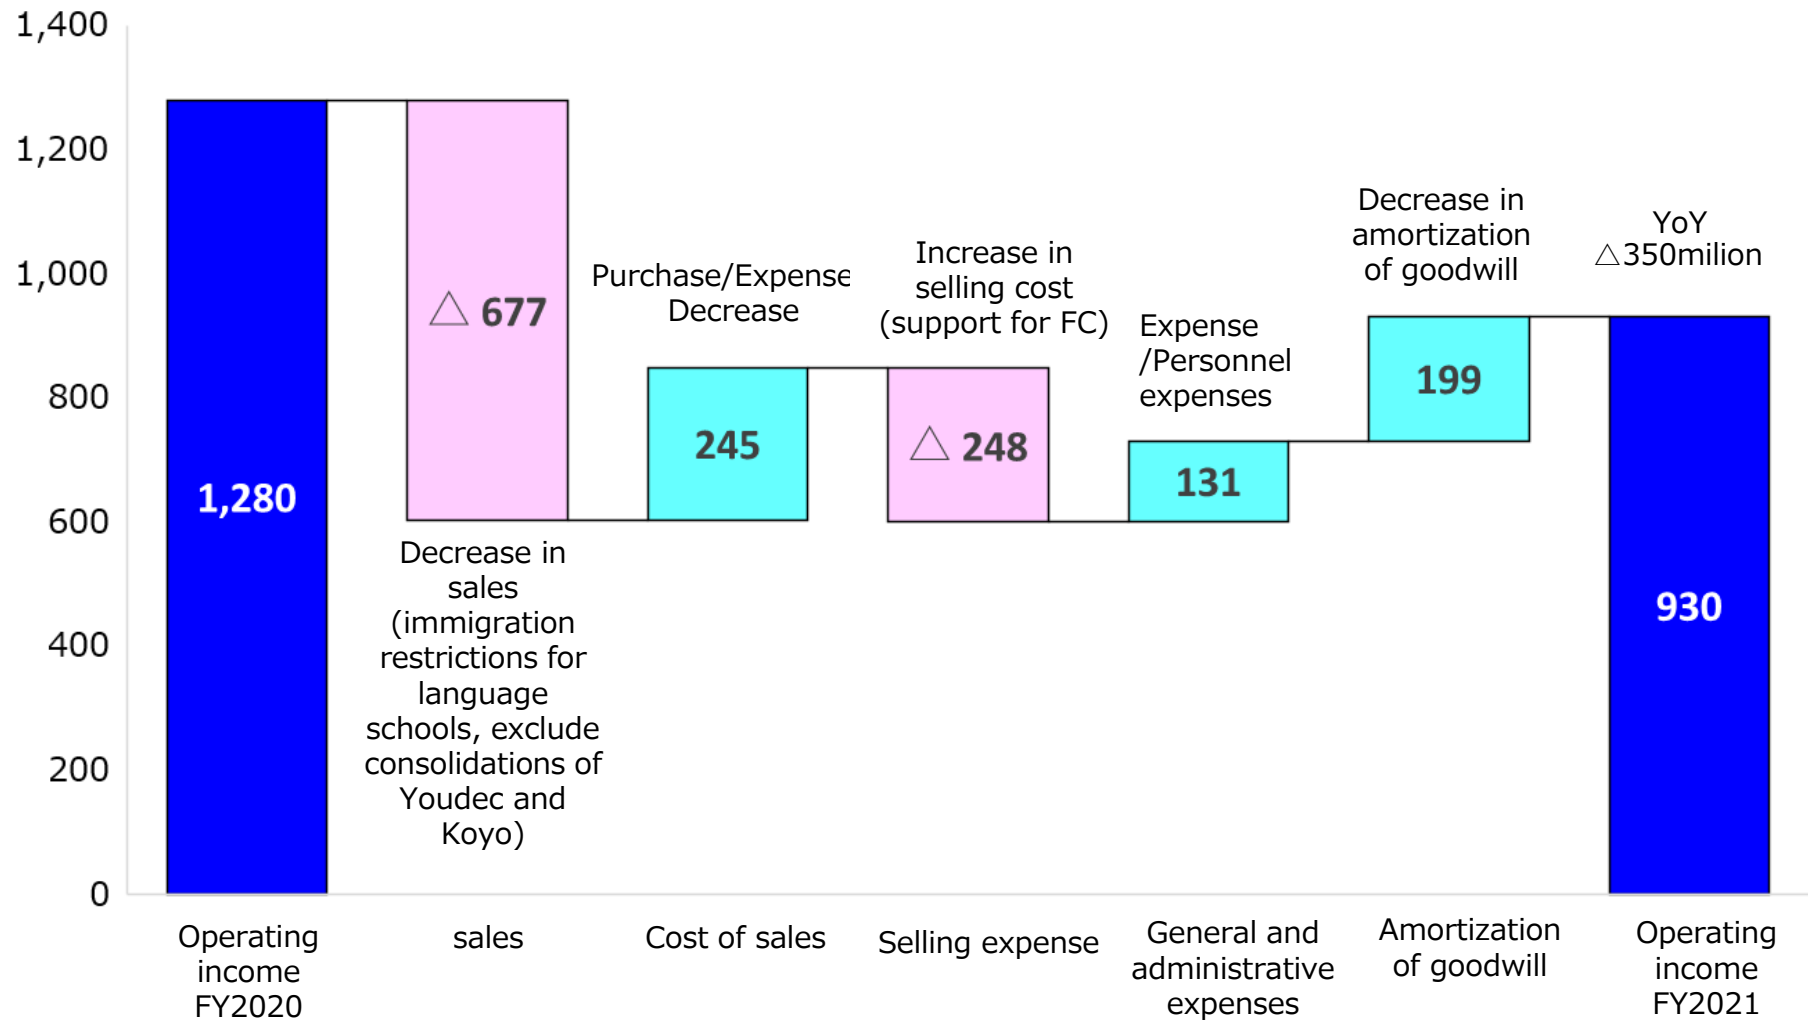 1,400
1,200
1,000
800
600
400
200
0
1,280
△ 677
Decrease in
sales
(immigration
restrictions for
language
schools, exclude
consolidations of
Youdec and
Koyo)
Purchase/Expense
Decrease
245
Increase in
selling cost
(support for FC)
△ 248
Expense
/Personnel
expenses
131
Decrease in
amortization
of goodwill
199
YoY
△350milion
930
Operating
income
FY2020
sales
Cost of sales
Selling expense
General and
administrative
expenses
Amortization
of goodwill
Operating
income
FY2021